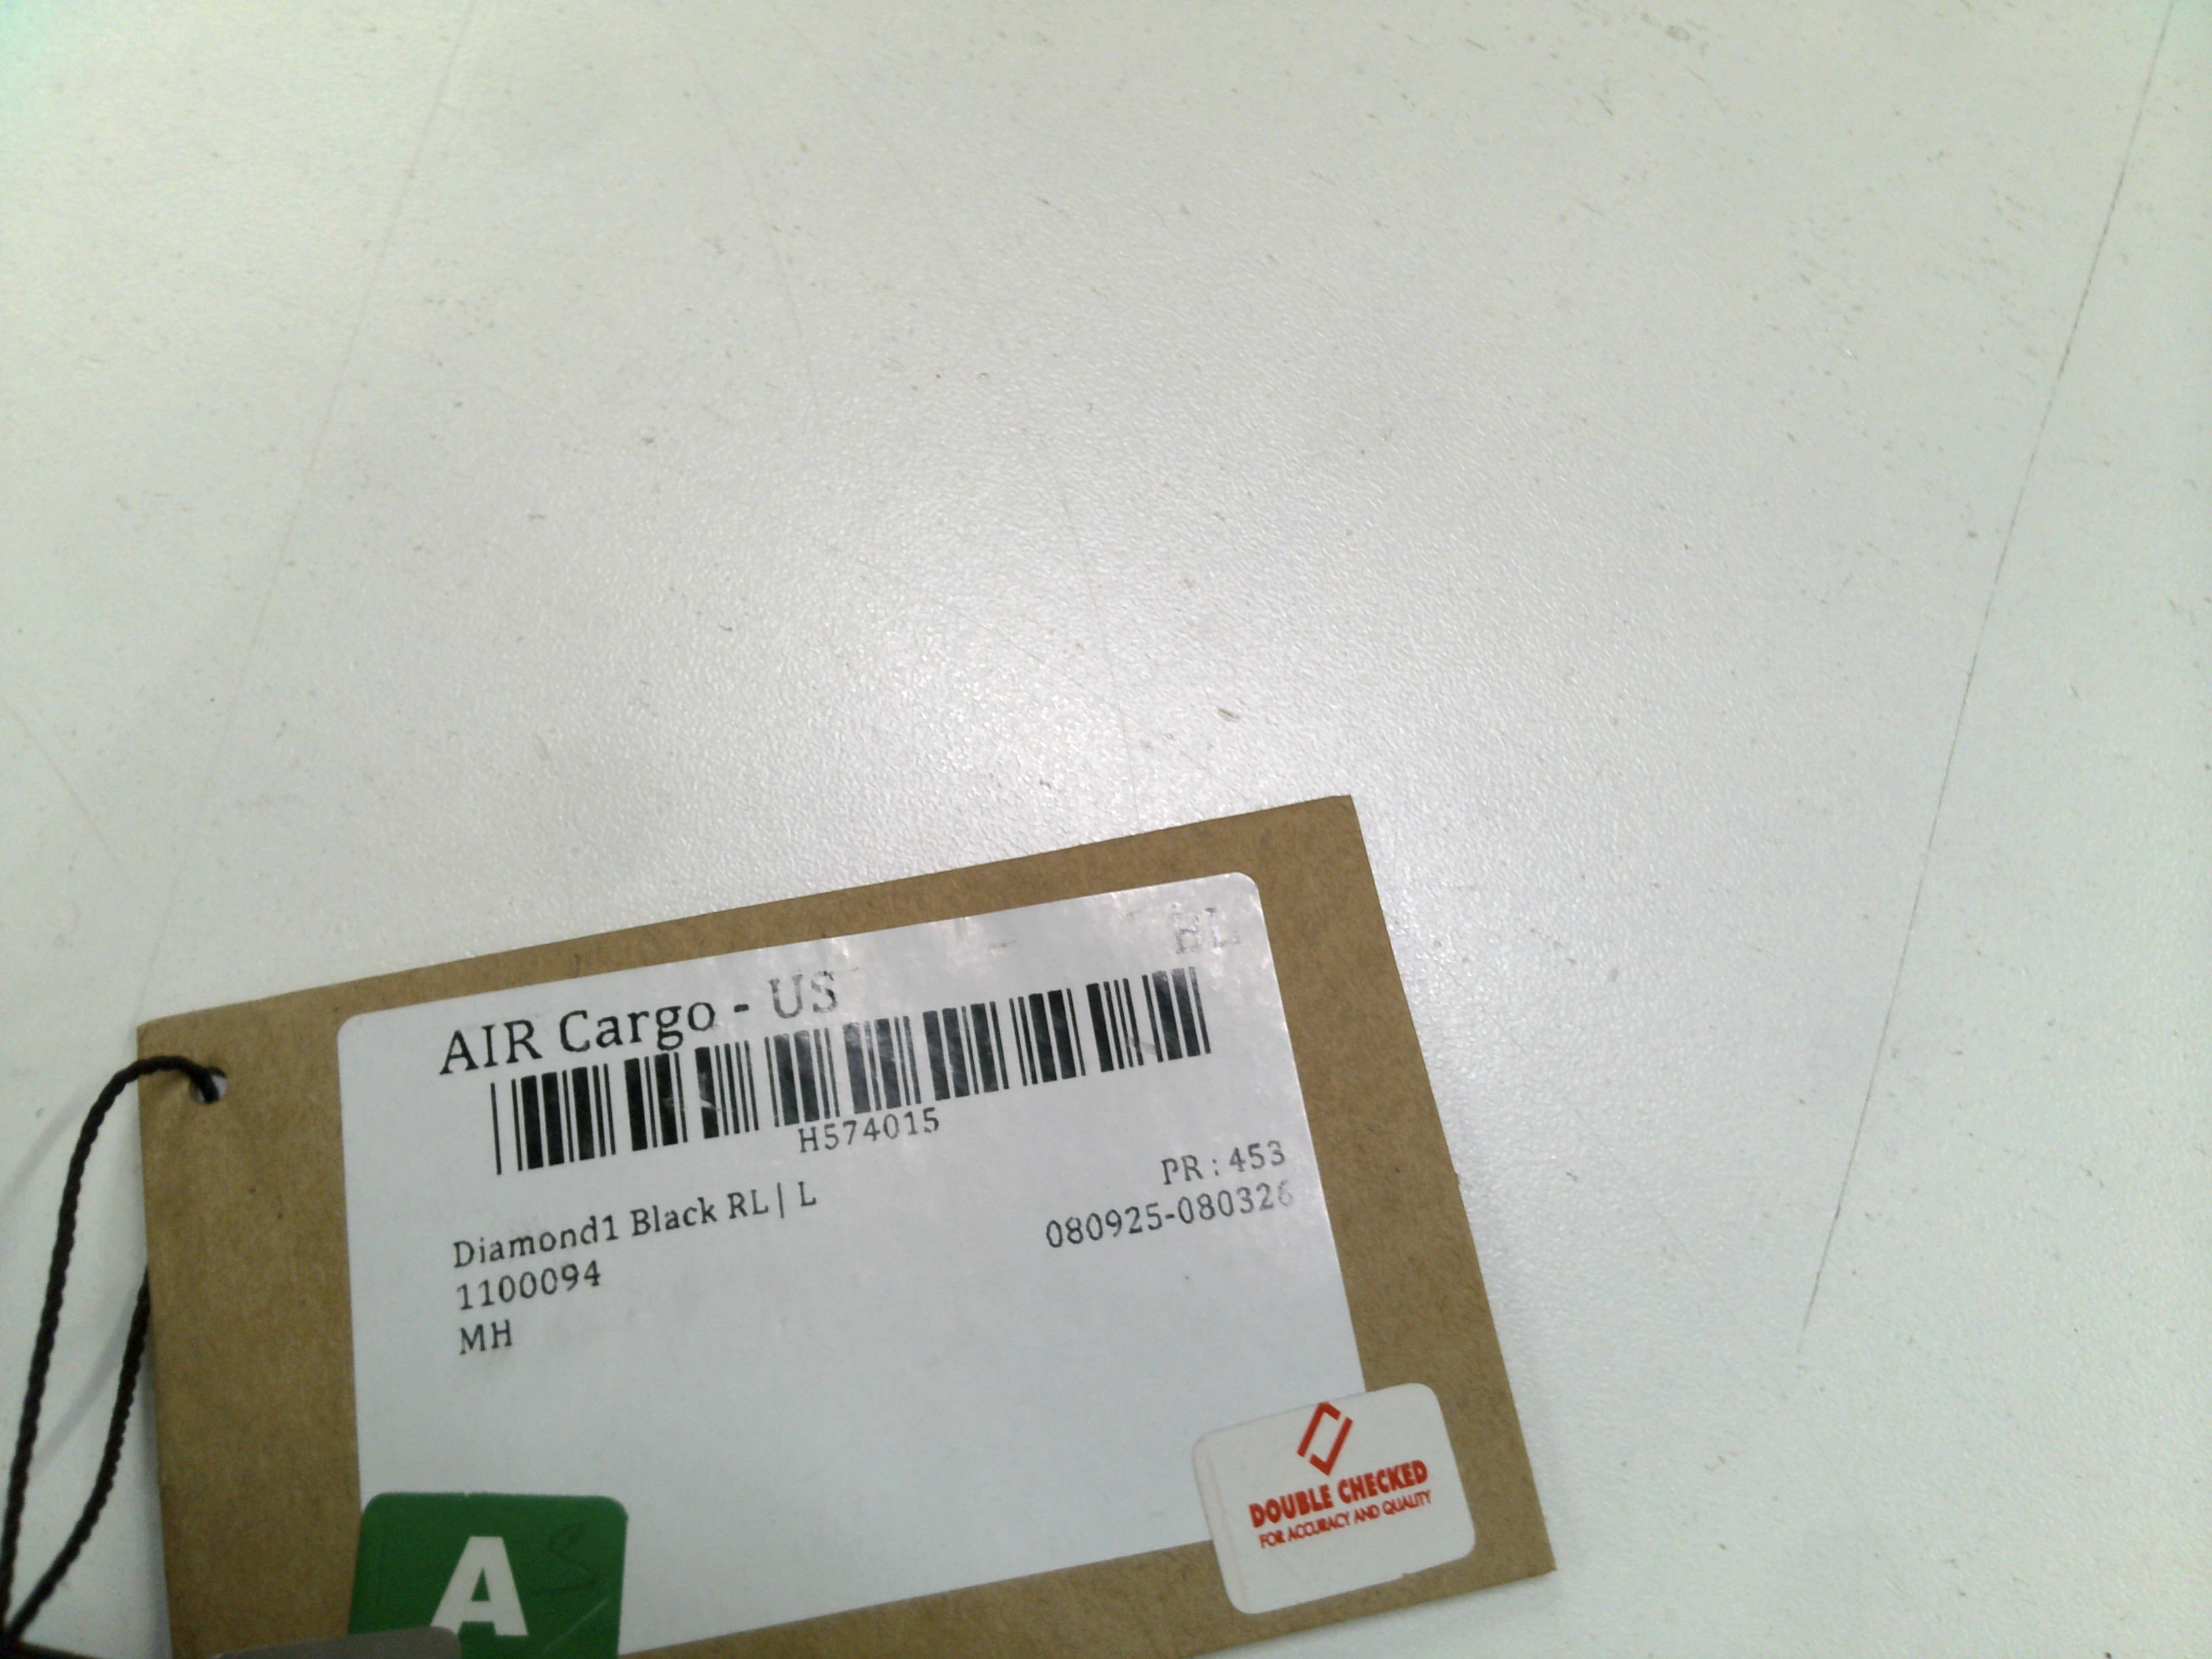 AIR Cargo - US
H574015
PR : 453
Diamond1 Black RL | L
080925-080326
1100094
MH
A
DOUBLE CHECKED
FOR ACCURACY AND QUALITY